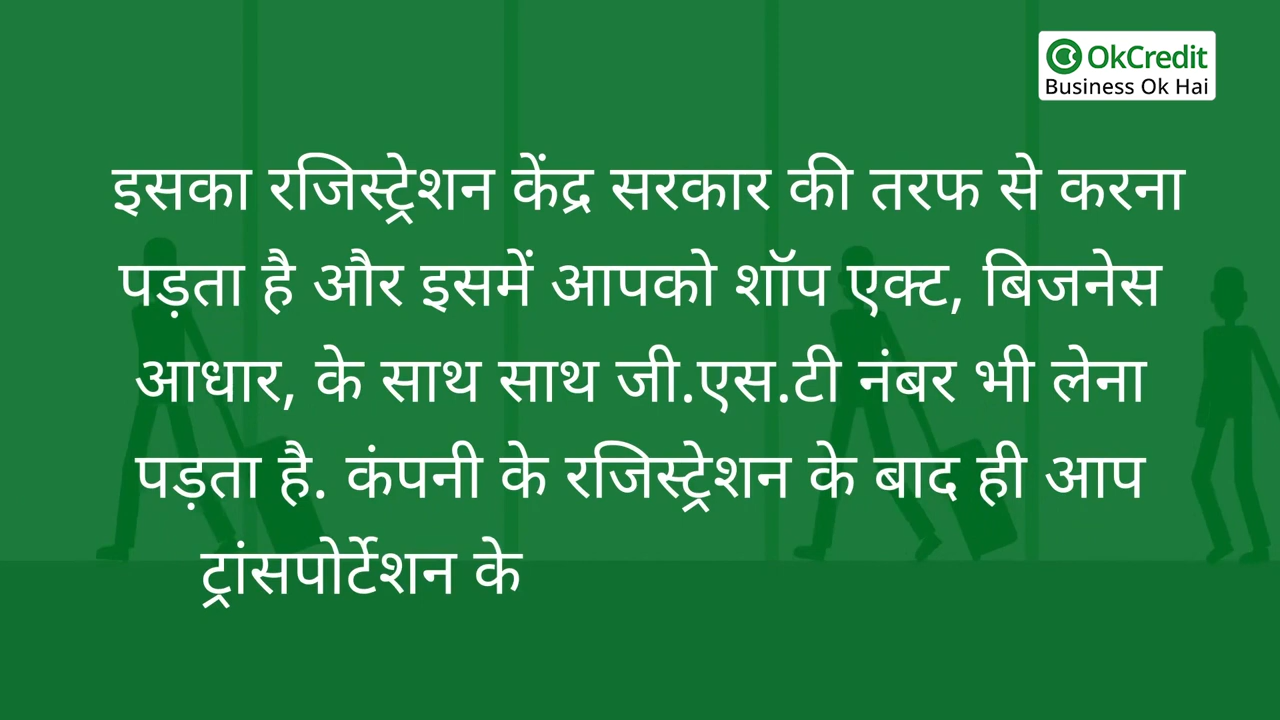 OkCredit
Business Ok Hai
इसका रजिस्ट्रेशन केंद्र सरकार की तरफ से करना
पड़ता है और इसमें आपको शॉप एक्ट, बिजनेस
आधार, के साथ साथ जी.एस.टी नंबर भी लेना
पड़ता है. कंपनी के रजिस्ट्रेशन के बाद ही आप
ट्रांसपोर्टेशन के